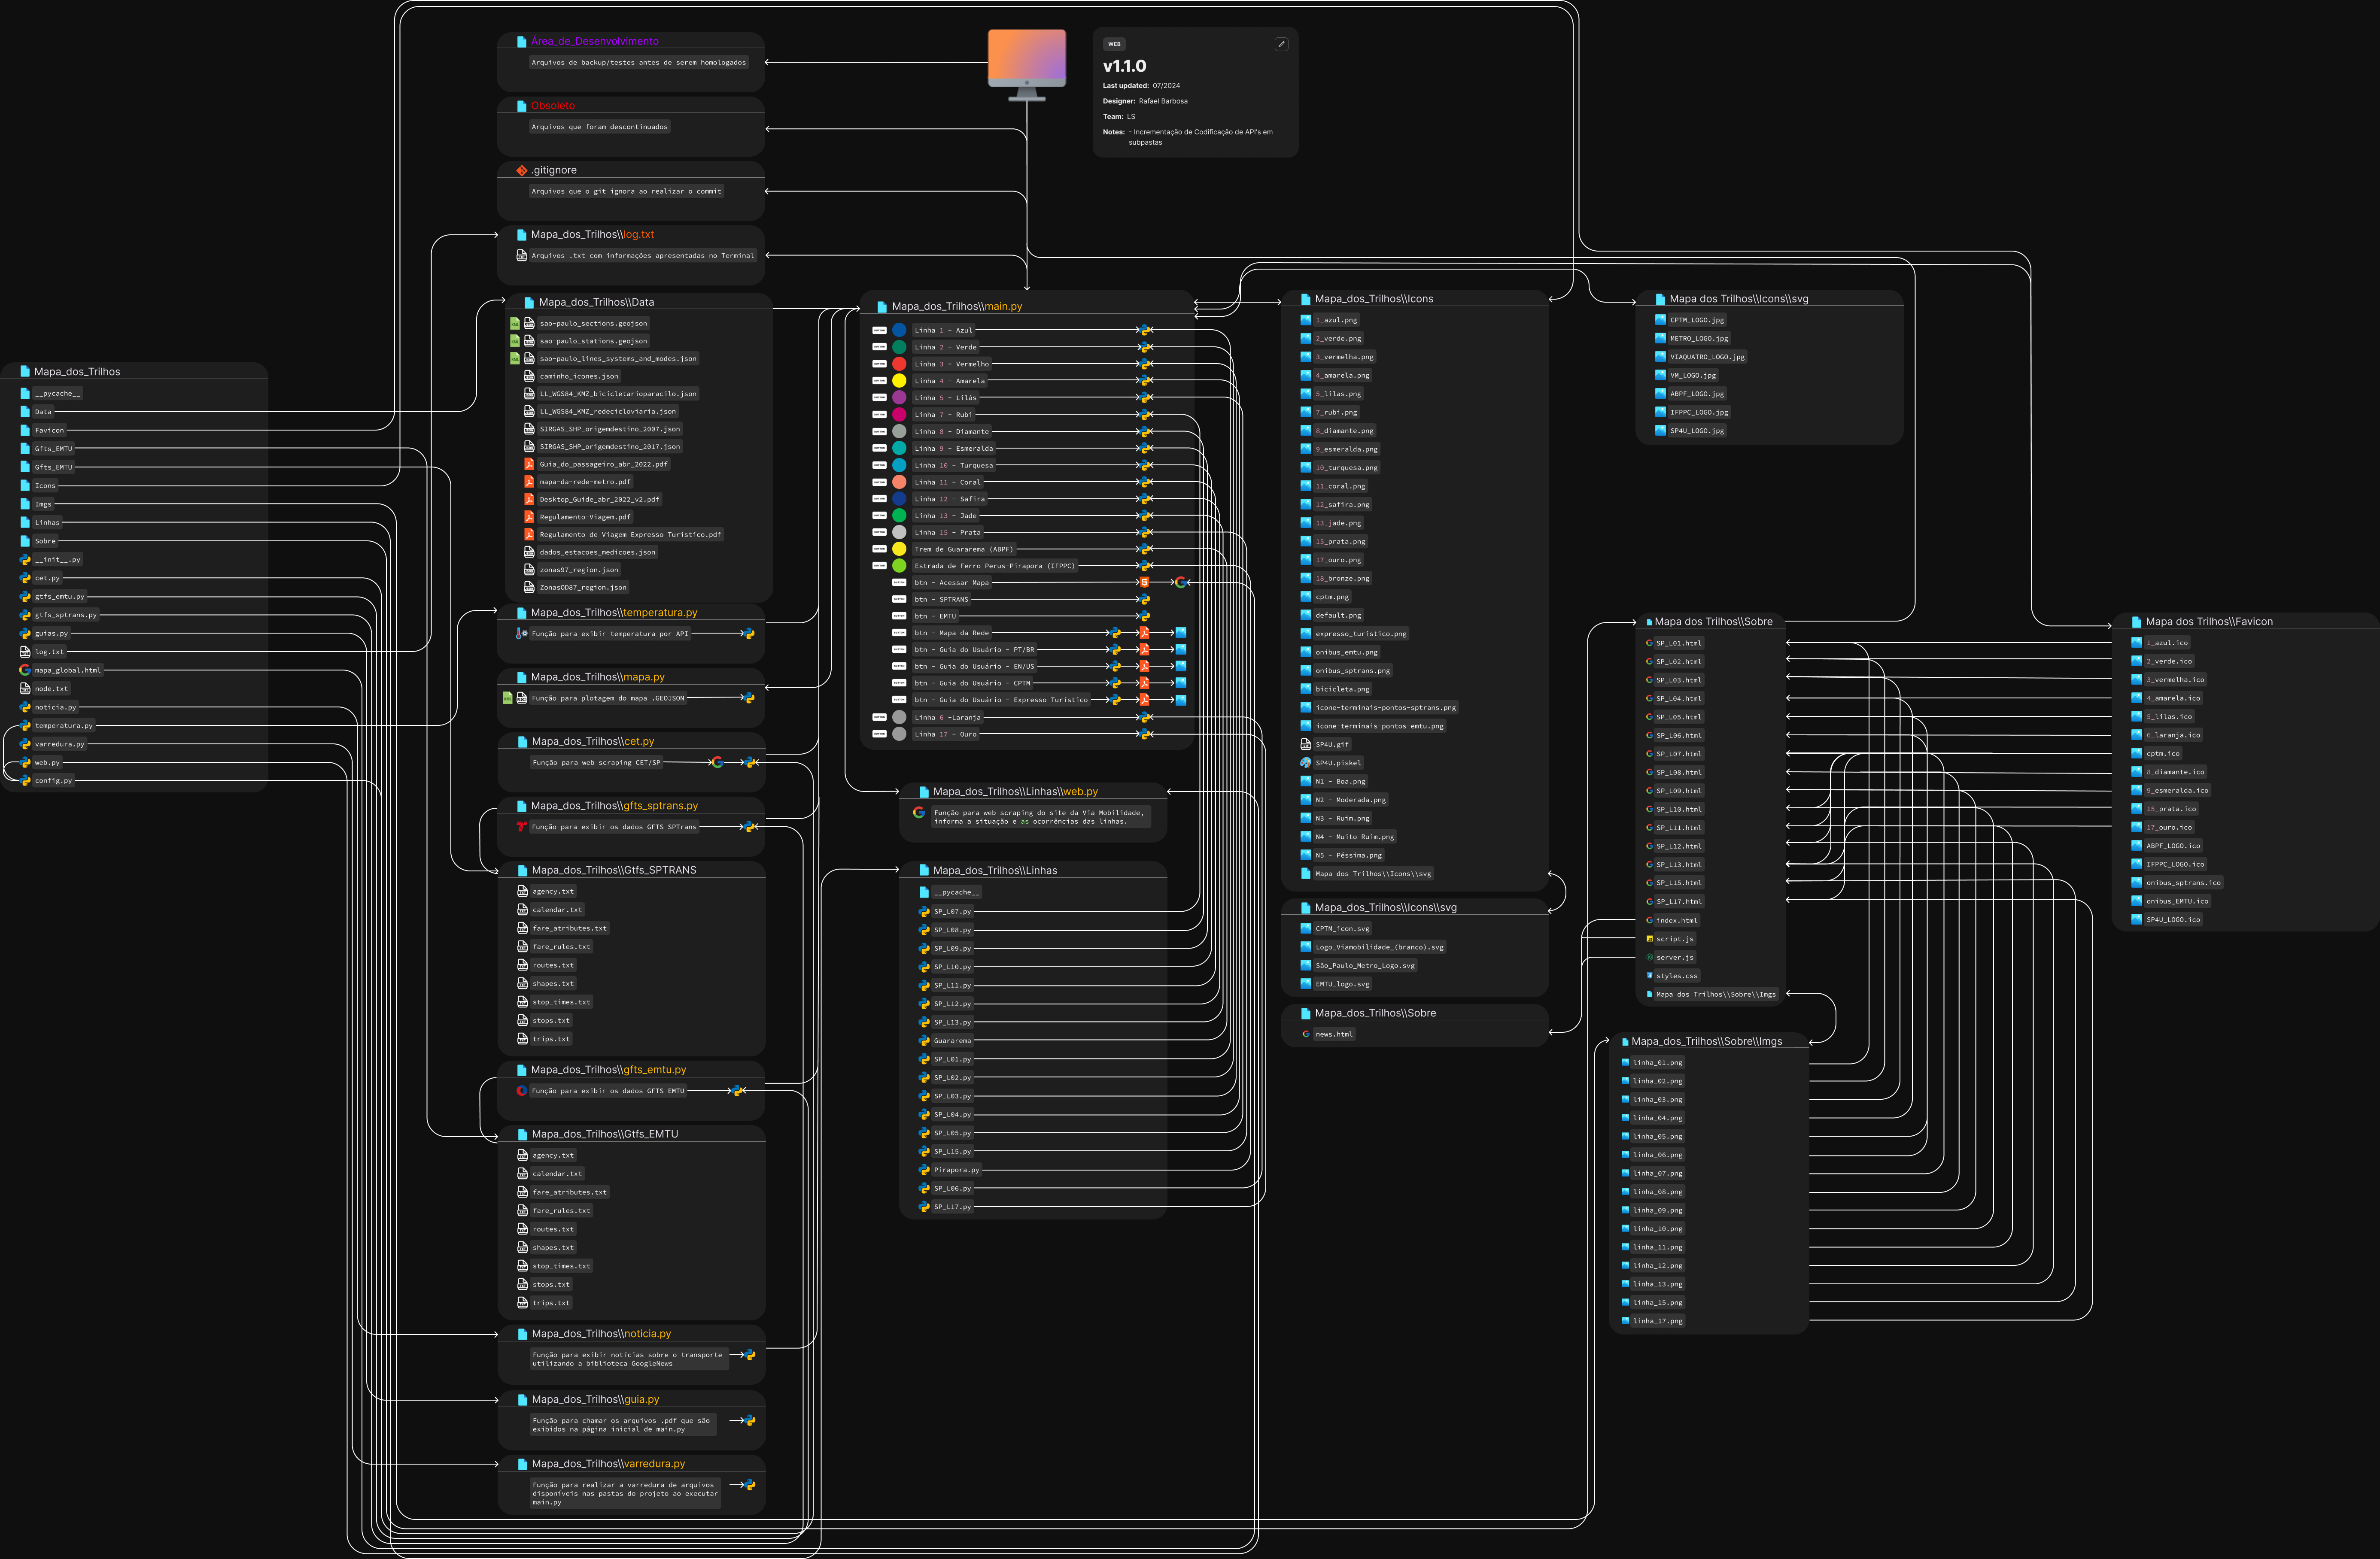 Área_de_Desenvolvimento
Arquivos de backup/testes antes de serem homologados
Obsoleto
Arquivos que foram descontinuados
.gitignore
Arquivos que o git ignora ao realizar o commit
Mapa_dos_Trilhos\\log.txt
Arquivos .txt com informações apresentadas no Terminal
WEB
v1.1.0
Last updated: 07/2024
Designer: Rafael Barbosa
Team: LS
Notes: - Incrementação de Codificação de API's em
subpastas
Mapa_dos_Trilhos
__pycache__
Data
Favicon
Gfts_EMTU
Gfts_EMTU
Icons
Imgs
Linhas
Sobre
__init__.py
cet.py
gtfs_emtu.py
gtfs_sptrans.py
guias.py
log.txt
mapa_global.html
node.txt
noticia.py
temperatura.py
varredura.py
web.py
config.py
Mapa_dos_Trilhos\\Data
sao-paulo_sections.geojson
sao-paulo_stations.geojson
sao-paulo_lines_systems_and_modes.json
caminho_icones.json
LL_WGS84_KMZ_bicicletarioparacilo.json
LL_WGS84_KMZ_redecicloviaria.json
SIRGAS_SHP_origemdestino_2007.json
SIRGAS_SHP_origemdestino_2017.json
Guia_do_passageiro_abr_2022.pdf
mapa-da-rede-metro.pdf
Desktop_Guide_abr_2022_v2.pdf
Regulamento-Viagem.pdf
Regulamento de Viagem Expresso Turístico.pdf
dados_estacoes_medicoes.json
zonas97_region.json
ZonasOD87_region.json
Mapa_dos_Trilhos\\temperatura.py
Função para exibir temperatura por API
Mapa_dos_Trilhos\\mapa.py
Função para plotagem do mapa .GEOJSON
Mapa_dos_Trilhos\\cet.py
Função para web scraping CET/SP
Mapa_dos_Trilhos\\gfts_sptrans.py
Função para exibir os dados GFTS SPTrans
Mapa_dos_Trilhos\\Gtfs_SPTRANS
agency.txt
calendar.txt
fare_atributes.txt
fare_rules.txt
routes.txt
shapes.txt
stop_times.txt
stops.txt
trips.txt
Mapa_dos_Trilhos\\gfts_emtu.py
Função para exibir os dados GFTS EMTU
Mapa_dos_Trilhos\\Gtfs_EMTU
agency.txt
calendar.txt
fare_atributes.txt
fare_rules.txt
routes.txt
shapes.txt
stop_times.txt
stops.txt
trips.txt
Mapa_dos_Trilhos\\noticia.py
Função para exibir notícias sobre o transporte
utilizando a biblioteca GoogleNews
Mapa_dos_Trilhos\\guia.py
Função para chamar os arquivos .pdf que são
exibidos na página inicial de main.py
Mapa_dos_Trilhos\\varredura.py
Função para realizar a varredura de arquivos
disponíveis nas pastas do projeto ao executar
main.py
Mapa_dos_Trilhos\\main.py
Linha 1 - Azul
Linha 2 - Verde
Linha 3 - Vermelho
Linha 4 - Amarela
Linha 5 - Lilás
Linha 7 - Rubi
Linha 8 - Diamante
Linha 9 - Esmeralda
Linha 10 - Turquesa
Linha 11 - Coral
Linha 12 - Safira
Linha 13 - Jade
Linha 15 - Prata
Trem de Guararema (ABPF)
Estrada de Ferro Perus-Pirapora (IFPPC)
btn - Acessar Mapa
btn - SPTRANS
btn - EMTU
btn - Mapa da Rede
btn - Guia do Usuário - PT/BR
btn - Guia do Usuário - EN/US
btn - Guia do Usuário - CPTM
btn - Guia do Usuário - Expresso Turístico
Linha 6 -Laranja
Linha 17 - Ouro
Mapa_dos_Trilhos\\Linhas\\web.py
Função para web scraping do site da Via Mobilidade,
informa a situação e as ocorrências das linhas.
Mapa_dos_Trilhos\\Linhas
__pycache__
SP_L07.py
SP_L08.py
SP_L09.py
SP_L10.py
SP_L11.py
SP_L12.py
SP_L13.py
Guararema
SP_L01.py
SP_L02.py
SP_L03.py
SP_L04.py
SP_L05.py
SP_L15.py
Pirapora.py
SP_L06.py
SP_L17.py
Mapa_dos_Trilhos\\Icons
1_azul.png
2_verde.png
3_vermelha.png
4_amarela.png
5_lilas.png
7_rubi.png
8_diamante.png
9_esmeralda.png
10_turquesa.png
11_coral.png
12_safira.png
13_jade.png
15_prata.png
17_ouro.png
18_bronze.png
cptm.png
default.png
expresso_turistico.png
onibus_emtu.png
onibus_sptrans.png
bicicleta.png
icone-terminais-pontos-sptrans.png
icone-terminais-pontos-emtu.png
SP4U.gif
SP4U.piskel
N1 - Boa.png
N2 - Moderada.png
N3 - Ruim.png
N4 - Muito Ruim.png
N5 - Péssima.png
Mapa dos Trilhos\\Icons\\svg
Mapa_dos_Trilhos\\Icons\\svg
CPTM_icon.svg
Logo_Viamobilidade_(branco).svg
São_Paulo_Metro_Logo.svg
EMTU_logo.svg
Mapa_dos_Trilhos\\Sobre
news.html
Mapa dos Trilhos\\Icons\\svg
CPTM_LOGO.jpg
METRO_LOGO.jpg
VIAQUATRO_LOGO.jpg
VM_LOGO.jpg
ABPF_LOGO.jpg
IFPPC_LOGO.jpg
SP4U_LOGO.jpg
Mapa dos Trilhos\\Sobre
SP_L01.html
SP_L02.html
SP_L03.html
SP_L04.html
SP_L05.html
SP_L06.html
SP_L07.html
SP_L08.html
SP_L09.html
SP_L10.html
SP_L11.html
SP_L12.html
SP_L13.html
SP_L15.html
SP_L17.html
index.html
script.js
server.js
styles.css
Mapa dos Trilhos\\Sobre\\Imgs
Mapa_dos_Trilhos\\Sobre\\Imgs
linha_01.png
linha_02.png
linha_03.png
linha_04.png
linha_05.png
linha_06.png
linha_07.png
linha_08.png
linha_09.png
linha_10.png
linha_11.png
linha_12.png
linha_13.png
linha_15.png
linha_17.png
Mapa dos Trilhos\\Favicon
1_azul.ico
2_verde.ico
3_vermelha.ico
4_amarela.ico
5_lilas.ico
6_laranja.ico
cptm.ico
8_diamante.ico
9_esmeralda.ico
15_prata.ico
17_ouro.ico
ABPF_LOGO.ico
IFPPC_LOGO.ico
onibus_sptrans.ico
onibus_EMTU.ico
SP4U_LOGO.ico